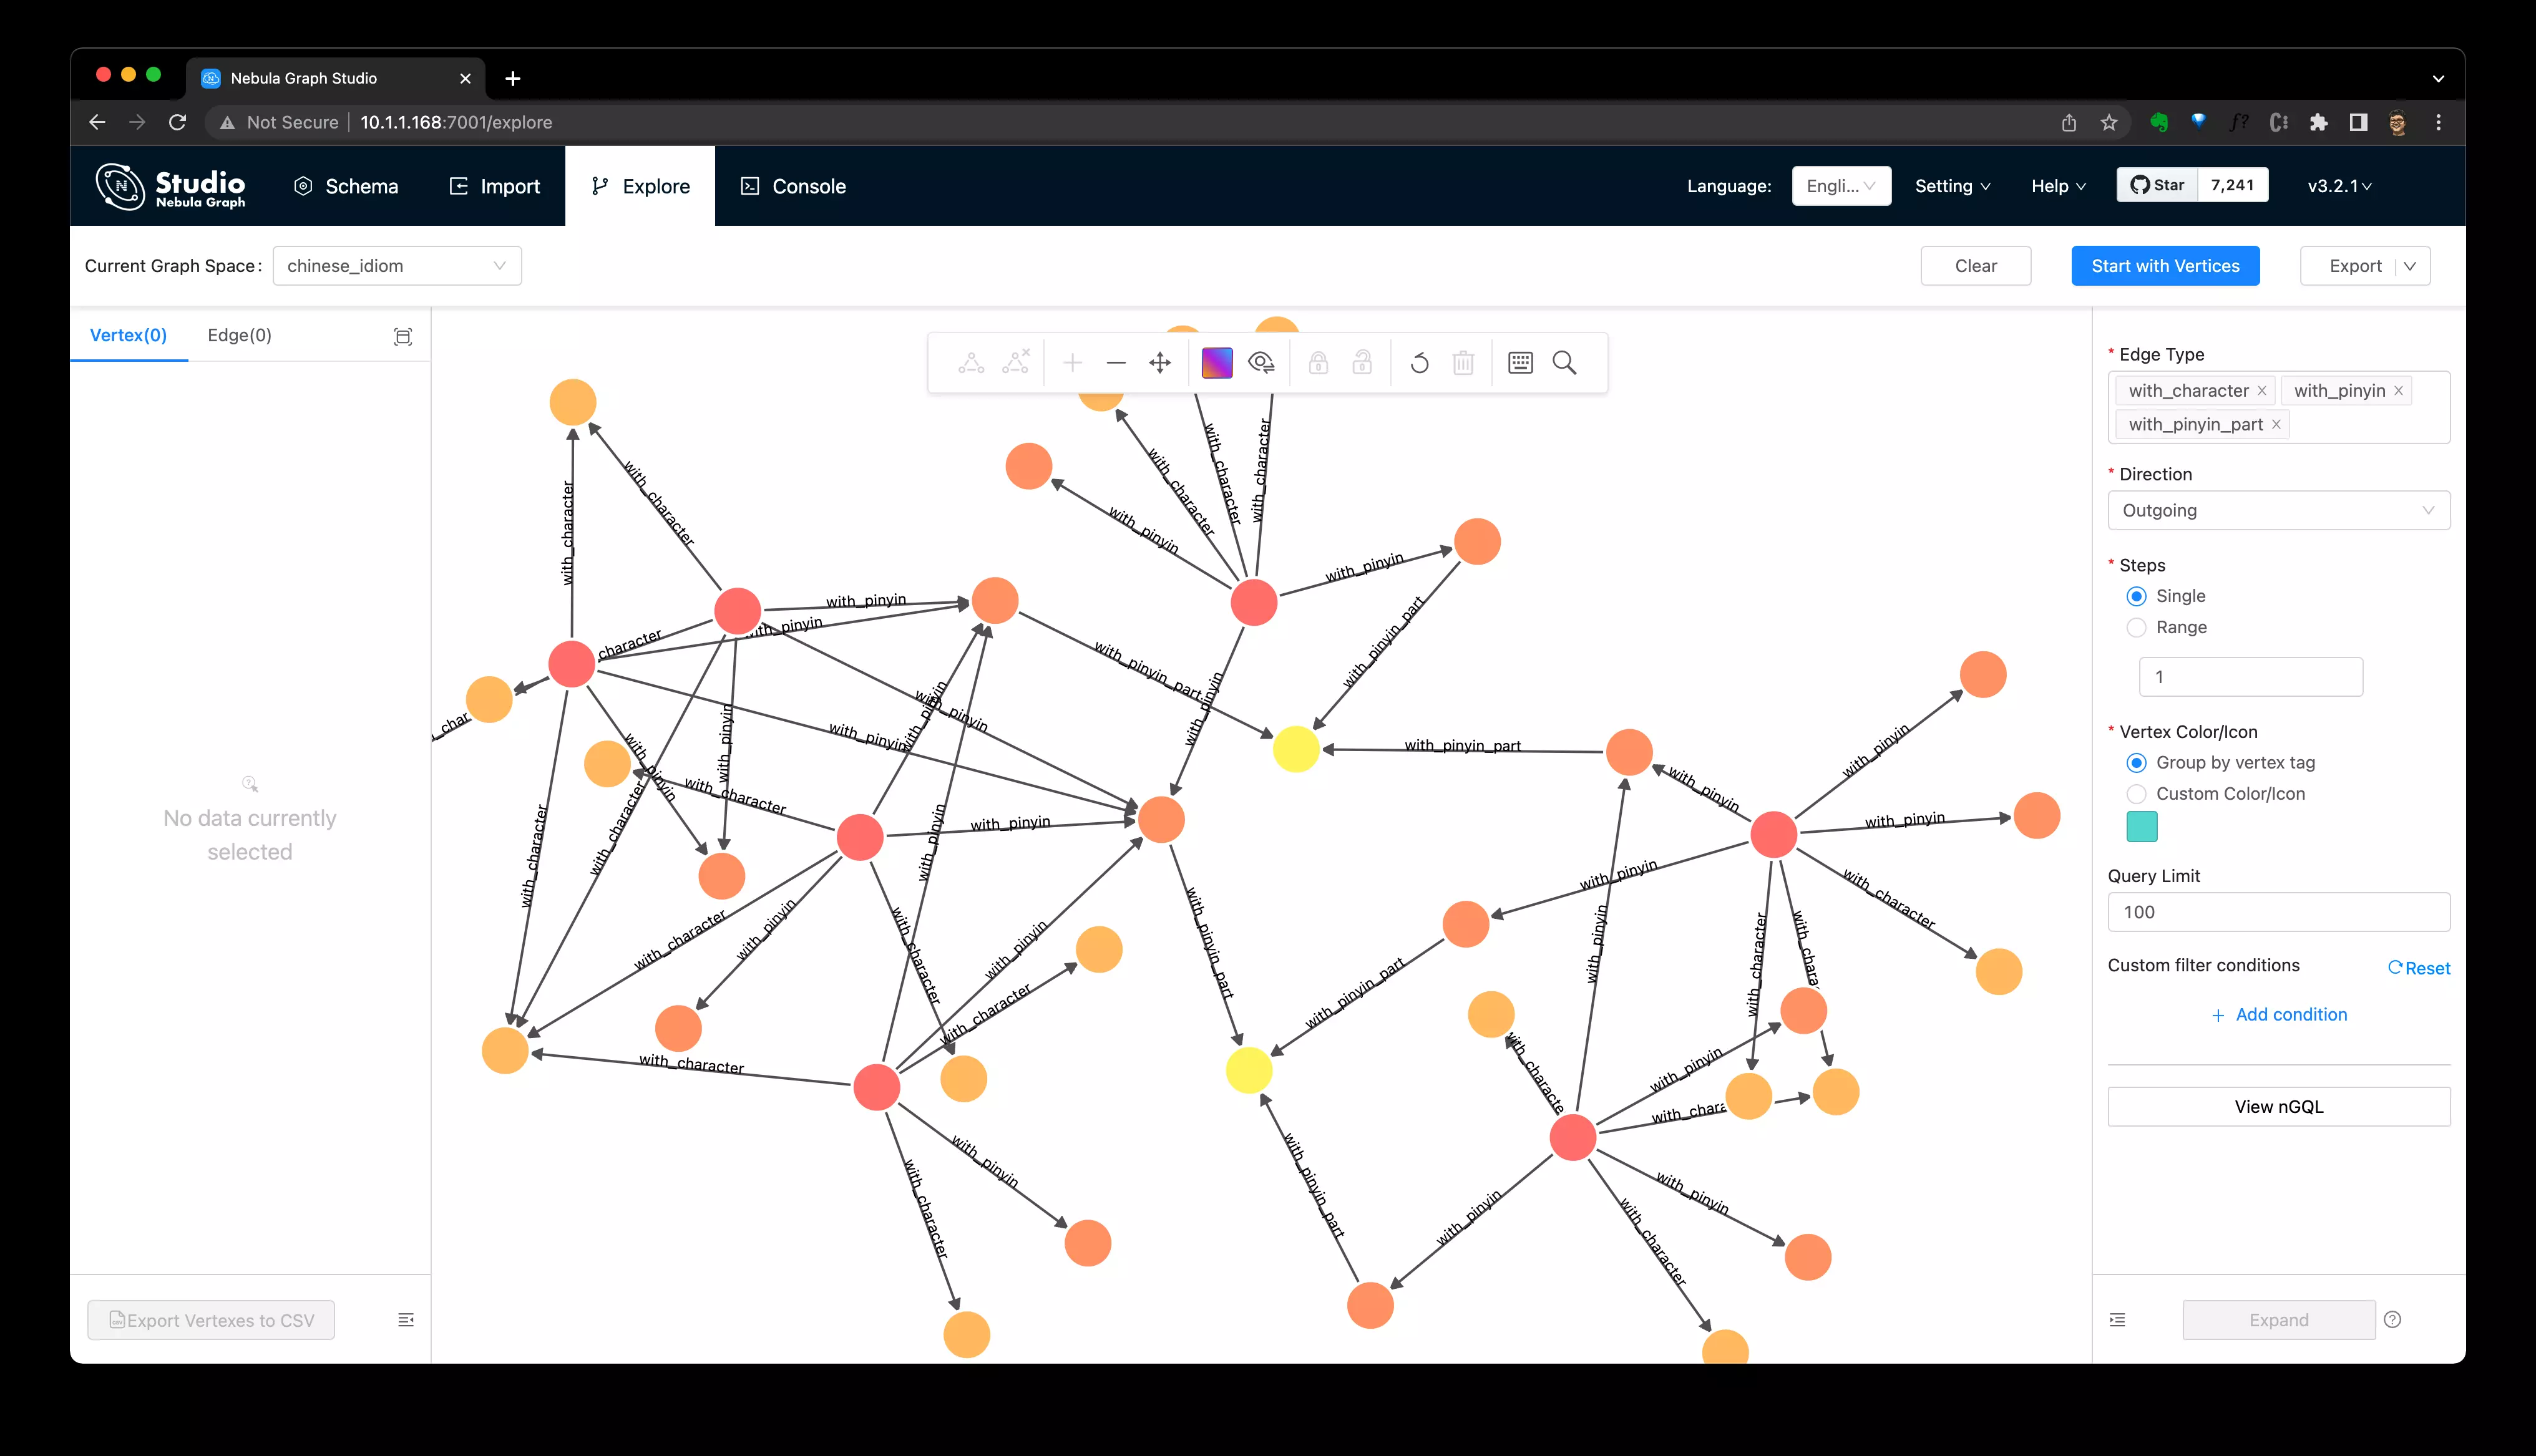 Nebula Graph Studio
Not Secure | 10.1.1.168:7001/explore
Studio
Nebula Graph
Schema
Import
Explore
Console
Language:
Engli...
Setting
Help
Star
7,241
v3.2.1
Current Graph Space:
chinese_idiom
Clear
Start with Vertices
Export
Vertex(0)
Edge(0)
No data currently
selected
Export Vertexes to CSV
with_character
with_character
with_character
with_character
with_character
with_pinyin
with_pinyin
with_pinyin_part
with_pinyin
with_pinyin
character
with_pinyin_part
with_pinyin
with_pinyin
with_pinyin
with_pinyin
_char
with_pinyin
with_pinyin
with_pinyin_part
with_pinyin
with_pinyin
with_character
with_pinyin
with_pinyin
with_character
with_character
with_pinyin
with_pinyin
with_pinyin
with_character
with_character
with_pinyin
with_character
with_pinyin
with_pinyin_part
with_pinyin
with_character
with_chara
with_character
with_pinyin_part
with_character
with_characte
with_pinyin
with_chara
with_pinyin
with_character
with_pinyin_part
with_pinyin
with_pinyin
with_character
Edge Type
with_character
with_pinyin
with_pinyin_part
* Direction
Outgoing
* Steps
Single
Range
1
* Vertex Color/Icon
Group by vertex tag
Custom Color/Icon
Query Limit
100
Custom filter conditions
Reset
+ Add condition
View nGQL
Expand